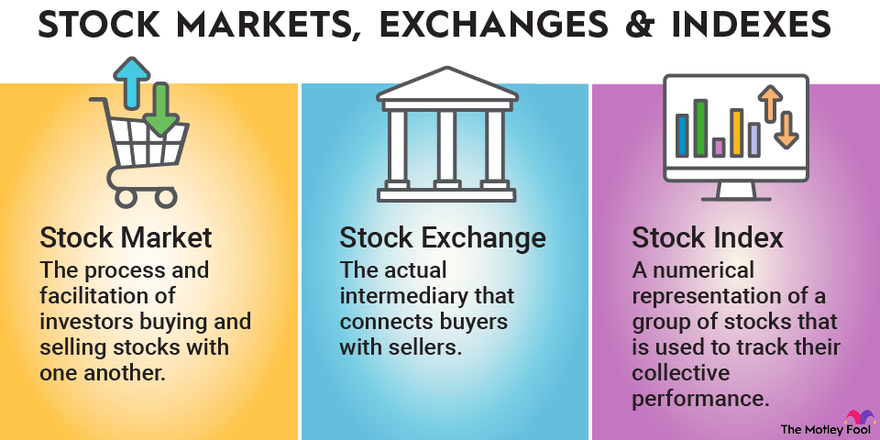 STOCK MARKETS, EXCHANGES & INDEXES
Stock Market
The process and
facilitation of
investors buying and
selling stocks with
one another.
Stock Exchange
The actual
intermediary that
connects buyers
with sellers.
Stock Index
A numerical
representation of a
group of stocks that
is used to track their
collective
performance.
The Motley Fool